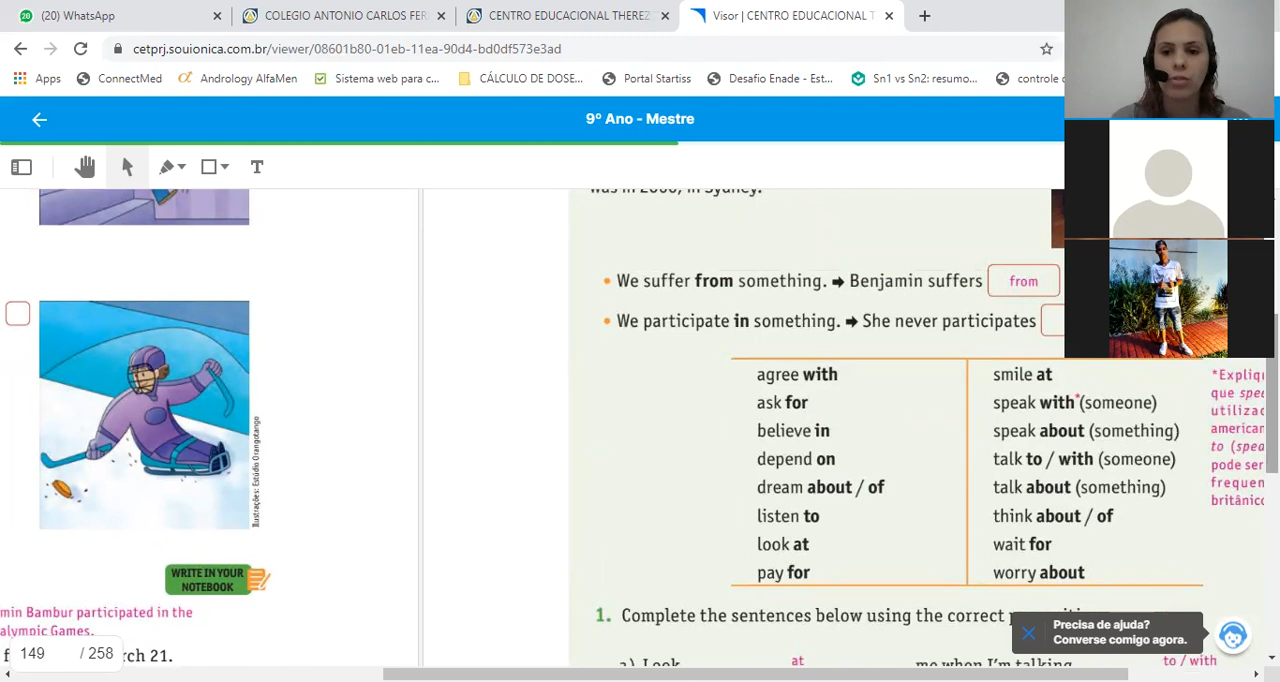 (20) WhatsApp
COLEGIO ANTONIO CARLOS FER
CENTRO EDUCACIONAL THEREZ
Visor | CENTRO EDUCACIONAL T
cetprj.souionica.com.br/viewer/08601b80-01eb-11ea-90d4-bd0df573e3ad
Apps ConnectMed Andrology AlfaMen Sistema web para c... CÁLCULO DE DOSE... Portal Startiss Desafio Enade - Est... Sn1 vs Sn2: resumo... controle
9º Ano - Mestre
was in 2000, in Sydney.
• We suffer from something. ➡ Benjamin suffers from
• We participate in something. ➡ She never participates
agree with
ask for
believe in
depend on
dream about / of
listen to
look at
pay for
smile at
speak with* (someone)
speak about (something)
talk to / with (someone)
talk about (something)
think about / of
wait for
worry about
*Expliq
que spe
utiliza
american
to (spea
pode ser
frequen
britânic
Ilustrações: Estúdio Orangotango
WRITE IN YOUR
NOTEBOOK
min Bambur participated in the
alympic Games.
rch 21.
149 / 258
1. Complete the sentences below using the correct
a) Look at me when I'm talking to / with
Precisa de ajuda?
Converse comigo agora.